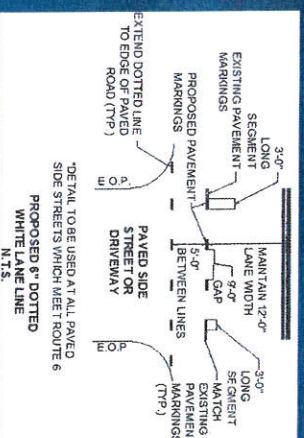 3'-0"
LONG
SEGMENT
EXISTING PAVEMENT
MARKINGS
PROPOSED PAVEMENT
MARKINGS
EXTEND DOTTED LINE
TO EDGE OF PAVED
ROAD (TYP.)
MAINTAIN 12'-0"
LANE WIDTH
9'-0"
GAP
5'-0"
BETWEEN LINES
3'-0"
LONG
SEGMENT
MATCH
EXISTING
PAVEMEN
MARKINGS
(TYP.)
E.O.P.
PAVED SIDE
STREET OR
DRIVEWAY
E.O.P.
*DETAIL TO BE USED AT ALL PAVED
SIDE STREETS WHICH MEET ROUTE 6
PROPOSED 6" DOTTED
WHITE LANE LINE
N.T.S.